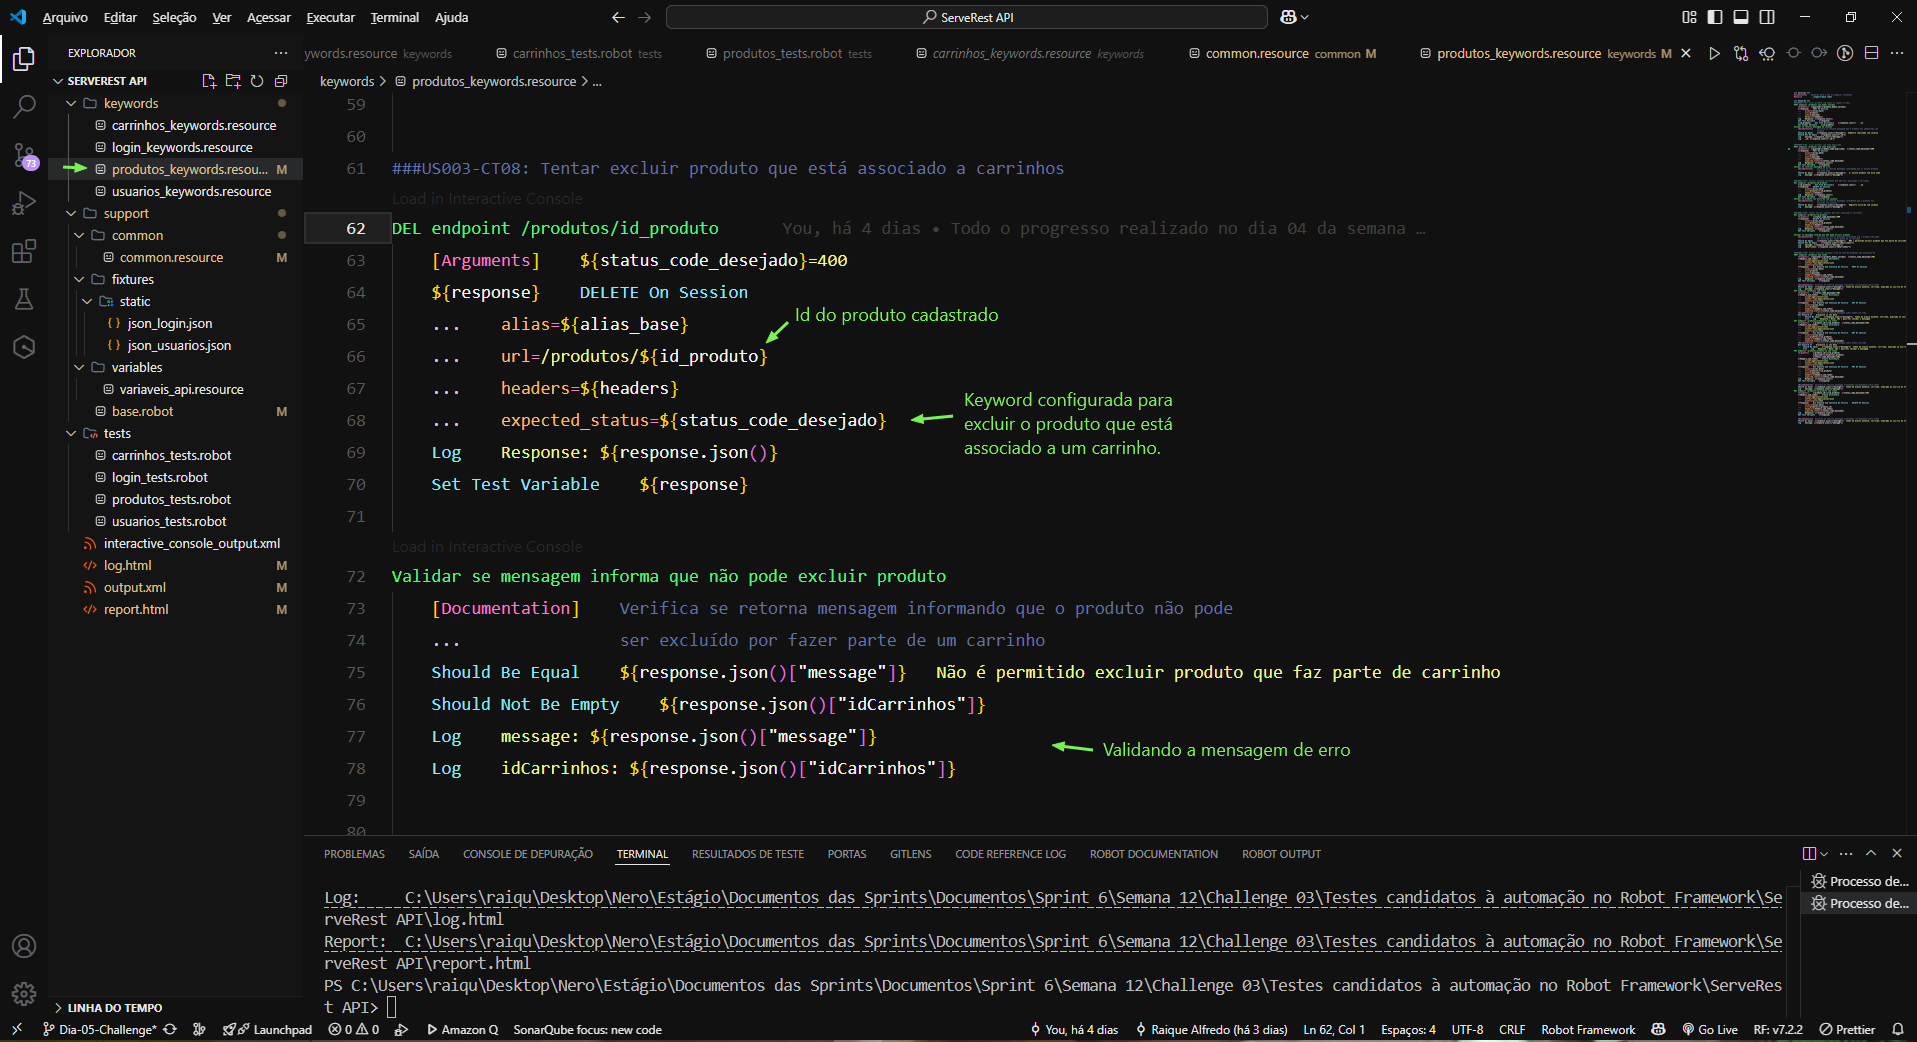 Arquivo Editar Seleção Ver Acessar Executar Terminal Ajuda
ServeRest API
EXPLORADOR
ywords.resource keywords carrinhos_tests.robot tests produtos_tests.robot tests carrinhos_keywords.resource keywords common.resource common M produtos_keywords.resource keywords M
SERVEREST API
keywords > produtos_keywords.resource > ...
keywords
carrinhos_keywords.resource
login_keywords.resource
73
produtos_keywords.resou... M
usuarios_keywords.resource
support
common
common.resource M
fixtures
static
json_login.json
json_usuarios.json
variables
variaveis_api.resource
base.robot M
tests
carrinhos_tests.robot
login_tests.robot
produtos_tests.robot
usuarios_tests.robot
interactive_console_output.xml
log.html M
output.xml M
report.html M
LINHA DO TEMPO
59
60
61 ###US003-CT08: Tentar excluir produto que está associado a carrinhos
Load in Interactive Console
62 DEL endpoint /produtos/id_produto You, há 4 dias • Todo o progresso realizado no dia 04 da semana …
63 [Arguments] ${status_code_desejado}=400
64 ${response} DELETE On Session
65 ... alias=${alias_base}
Id do produto cadastrado
66 ... url=/produtos/${id_produto}
67 ... headers=${headers}
68 ... expected_status=${status_code_desejado}
Keyword configurada para
excluir o produto que está
associado a um carrinho.
69 Log Response: ${response.json()}
70 Set Test Variable ${response}
71
Load in Interactive Console
72 Validar se mensagem informa que não pode excluir produto
73 [Documentation] Verifica se retorna mensagem informando que o produto não pode
74 ... ser excluído por fazer parte de um carrinho
75 Should Be Equal ${response.json()["message"]} Não é permitido excluir produto que faz parte de carrinho
76 Should Not Be Empty ${response.json()["idCarrinhos"]}
77 Log message: ${response.json()["message"]}
Validando a mensagem de erro
78 Log idCarrinhos: ${response.json()["idCarrinhos"]}
79
80
PROBLEMAS SAÍDA CONSOLE DE DEPURAÇÃO TERMINAL RESULTADOS DE TESTE PORTAS GITLENS CODE REFERENCE LOG ROBOT DOCUMENTATION ROBOT OUTPUT
Log: C:\Users\raiqu\Desktop\Nero\Estágio\Documentos das Sprints\Documentos\Sprint 6\Semana 12\Challenge 03\Testes candidatos à automação no Robot Framework\Se
rveRest API\log.html
Report: C:\Users\raiqu\Desktop\Nero\Estágio\Documentos das Sprints\Documentos\Sprint 6\Semana 12\Challenge 03\Testes candidatos à automação no Robot Framework\Se
rveRest API\report.html
PS C:\Users\raiqu\Desktop\Nero\Estágio\Documentos das Sprints\Documentos\Sprint 6\Semana 12\Challenge 03\Testes candidatos à automação no Robot Framework\ServeRes
t API>
Processo de...
Processo de...
Dia-05-Challenge* Launchpad 0 0 Amazon Q SonarQube focus: new code You, há 4 dias Raique Alfredo (há 3 dias) Ln 62, Col 1 Espaços: 4 UTF-8 CRLF Robot Framework Go Live RF: v7.2.2 Prettier